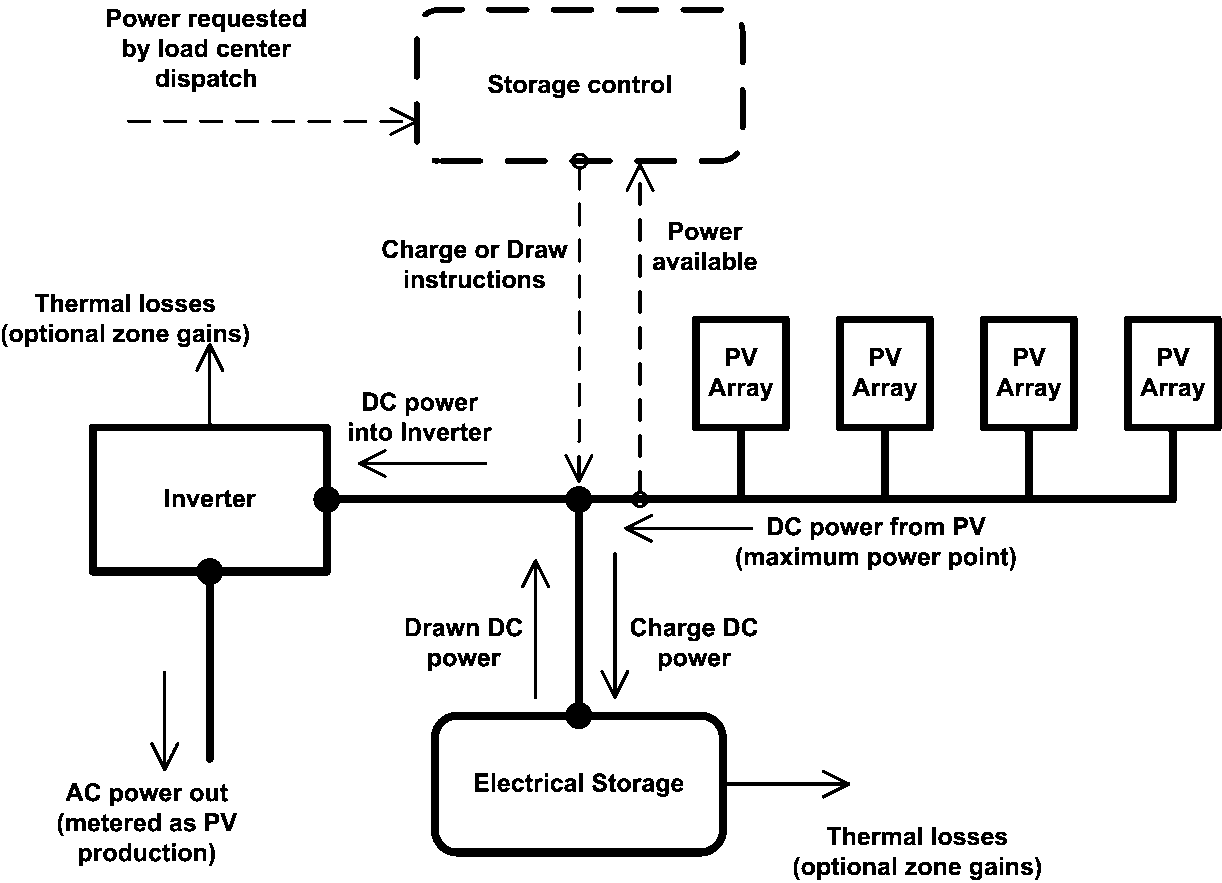 Power requested
by load center
dispatch
Storage control
Charge or Draw
instructions
Power
available
Thermal losses
(optional zone gains)
DC power
into Inverter
PV
Array
PV
Array
PV
Array
PV
Array
Inverter
DC power from PV
(maximum power point)
Drawn DC
power
Charge DC
power
AC power out
(metered as PV
production)
Electrical Storage
Thermal losses
(optional zone gains)